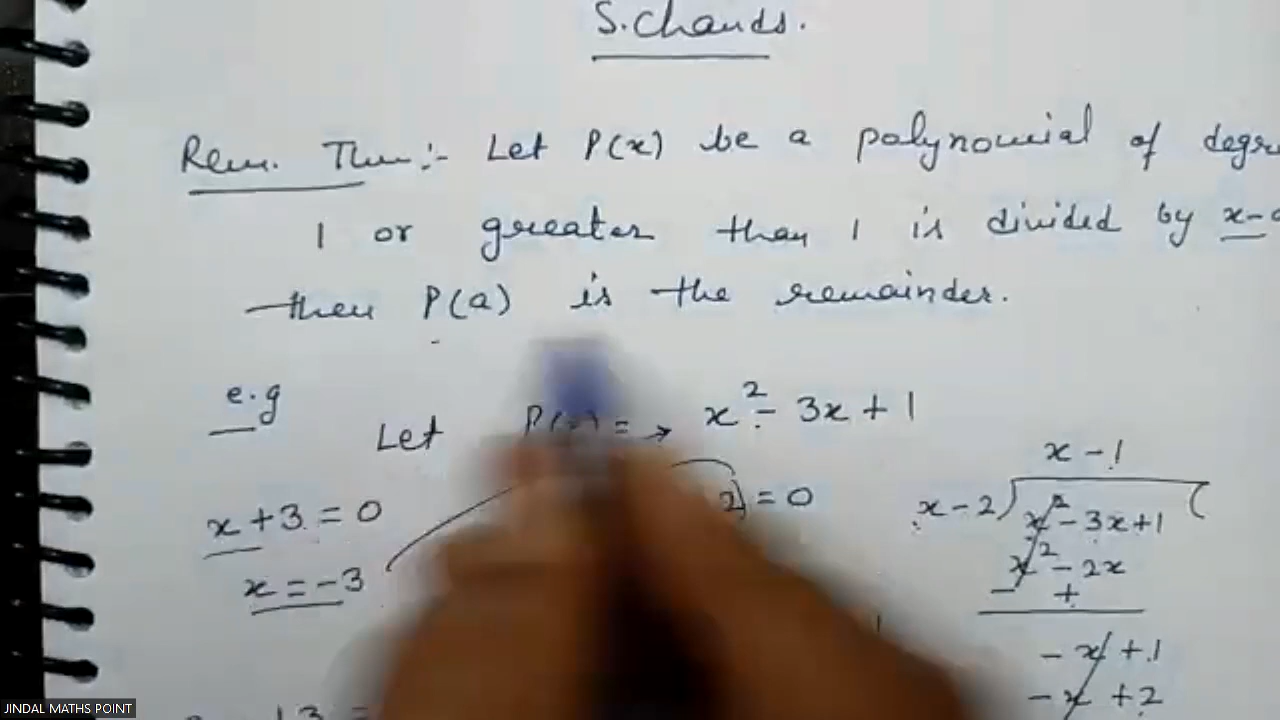 S. Chands.
Rem. Thm :- Let P(x) be a polynomial of
1 or greater than 1 is divided by x-
then P(a) is the remainder.
e.g
Let P(x) = → x² - 3x + 1
x + 3 = 0
x = -3
2) = 0
x - 1
x - 2) x² - 3x + 1
x² - 2x
- +
- x + 1
- x + 2
JINDAL MATHS POINT